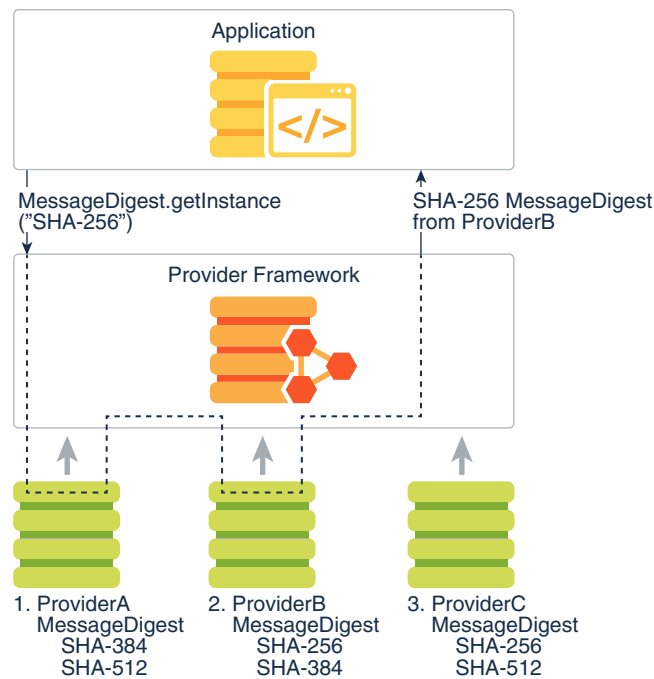 Application
</>
MessageDigest.getInstance
("SHA-256")
SHA-256 MessageDigest
from ProviderB
Provider Framework
1. ProviderA
MessageDigest
SHA-384
SHA-512
2. ProviderB
MessageDigest
SHA-256
SHA-384
3. ProviderC
MessageDigest
SHA-256
SHA-512